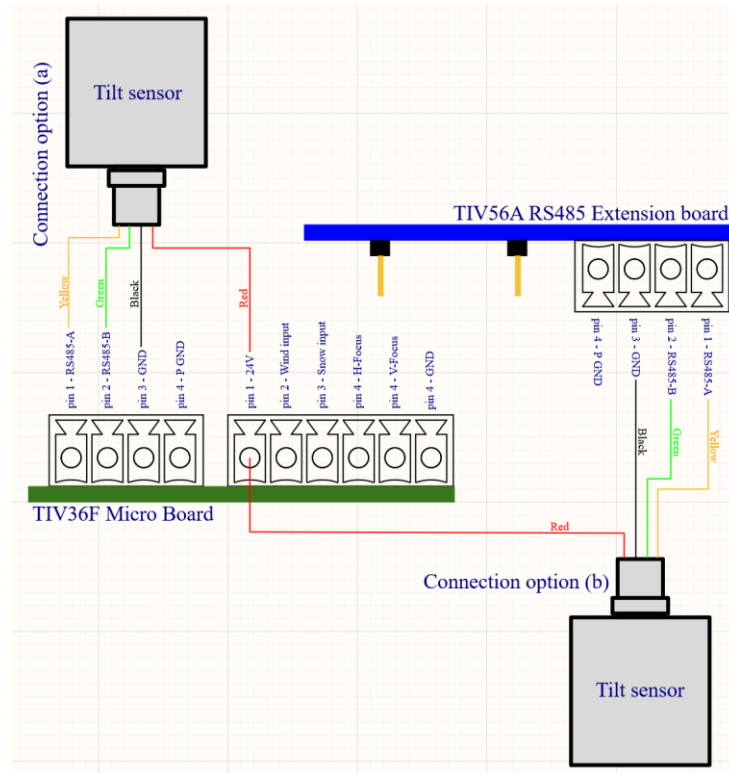 Connection option (a)
Tilt sensor
TIV56A RS485 Extension board
Yellow
Green
Black
Red
pin 1 - RS485-A
pin 2 - RS485-B
pin 3 - GND
pin 4 - P GND
pin 1 - 24V
pin 2 - Wind input
pin 3 - Snow input
pin 4 - H-Focus
pin 4 - V-Focus
pin 4 - GND
pin 4 - P GND
pin 3 - GND
pin 2 - RS485-B
pin 1 - RS485-A
Black
Green
Yellow
TIV36F Micro Board
Red
Connection option (b)
Tilt sensor